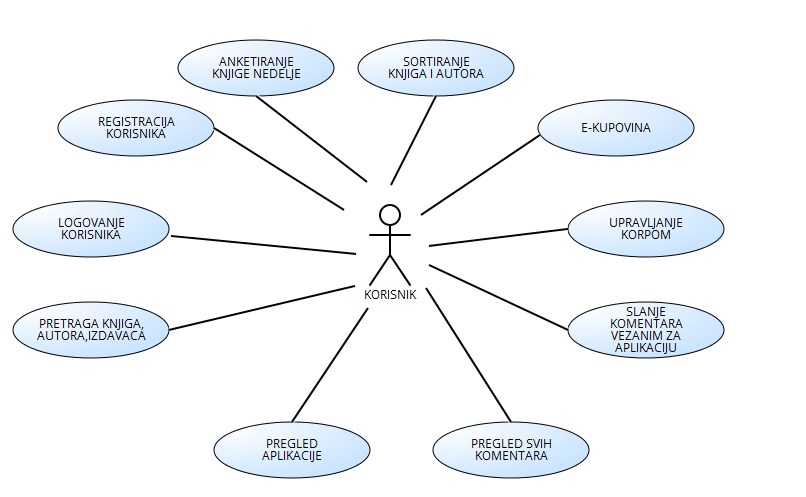 ANKETIRANJE
KNJIGE NEDELJE
SORTIRANJE
KNJIGA I AUTORA
REGISTRACIJA
KORISNIKA
E-KUPOVINA
LOGOVANJE
KORISNIKA
UPRAVLJANJE
KORPOM
KORISNIK
PRETRAGA KNJIGA,
AUTORA,IZDAVACA
SLANJE
KOMENTARA
VEZANIM ZA
APLIKACIJU
PREGLED
APLIKACIJE
PREGLED SVIH
KOMENTARA